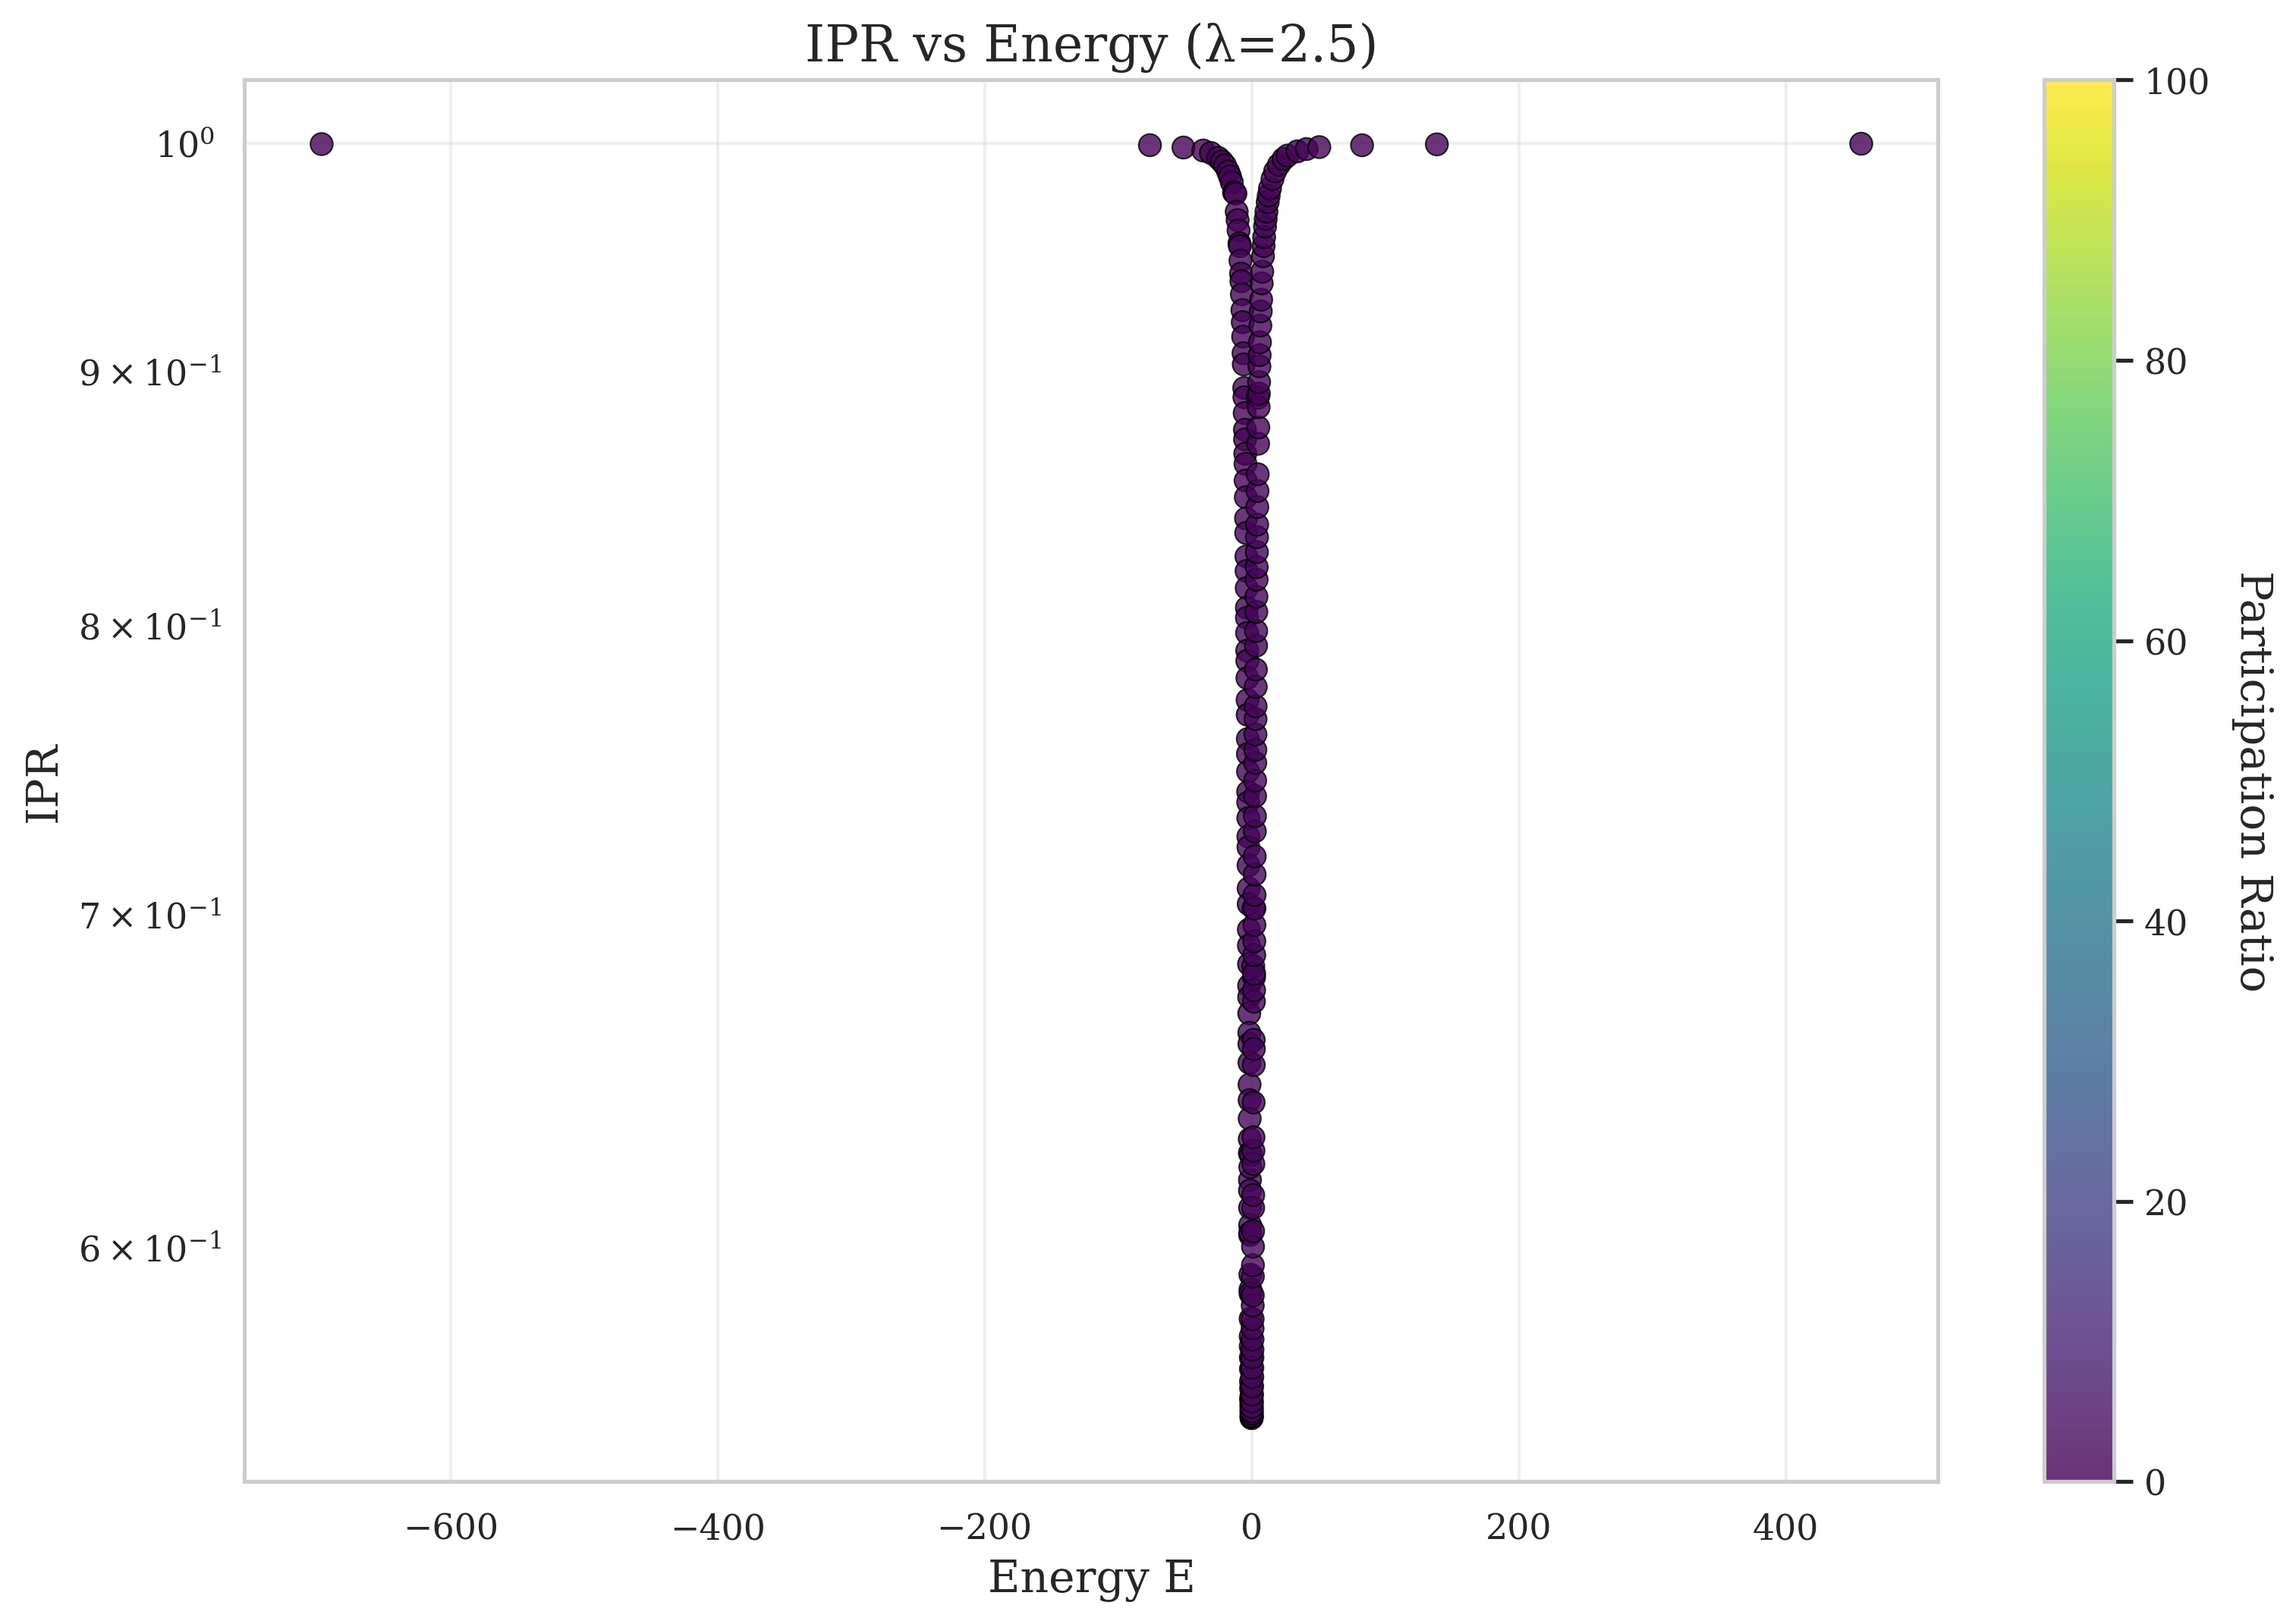 IPR vs Energy (λ=2.5)
10⁰
9 × 10⁻¹
8 × 10⁻¹
7 × 10⁻¹
6 × 10⁻¹
IPR
−600
−400
−200
0
200
400
Energy E
100
80
60
40
20
0
Participation Ratio